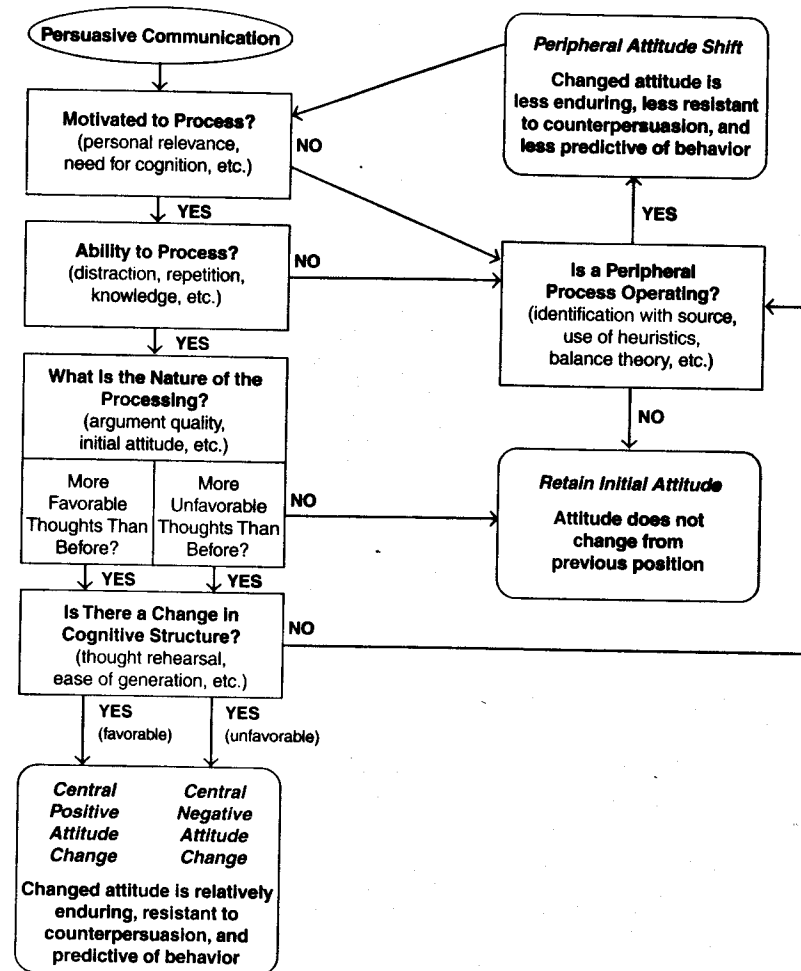 Persuasive Communication
Motivated to Process?
(personal relevance,
need for cognition, etc.)
NO
YES
Ability to Process?
(distraction, repetition,
knowledge, etc.)
NO
YES
What Is the Nature of the
Processing?
(argument quality,
initial attitude, etc.)
More
Favorable
Thoughts Than
Before?
More
Unfavorable
Thoughts Than
Before?
NO
YES
YES
Is There a Change in
Cognitive Structure?
(thought rehearsal,
ease of generation, etc.)
NO
YES
(favorable)
YES
(unfavorable)
Central
Positive
Attitude
Change
Central
Negative
Attitude
Change
Changed attitude is relatively
enduring, resistant to
counterpersuasion, and
predictive of behavior
Peripheral Attitude Shift
Changed attitude is
less enduring, less resistant
to counterpersuasion, and
less predictive of behavior
YES
Is a Peripheral
Process Operating?
(identification with source,
use of heuristics,
balance theory, etc.)
NO
Retain Initial Attitude
Attitude does not
change from
previous position